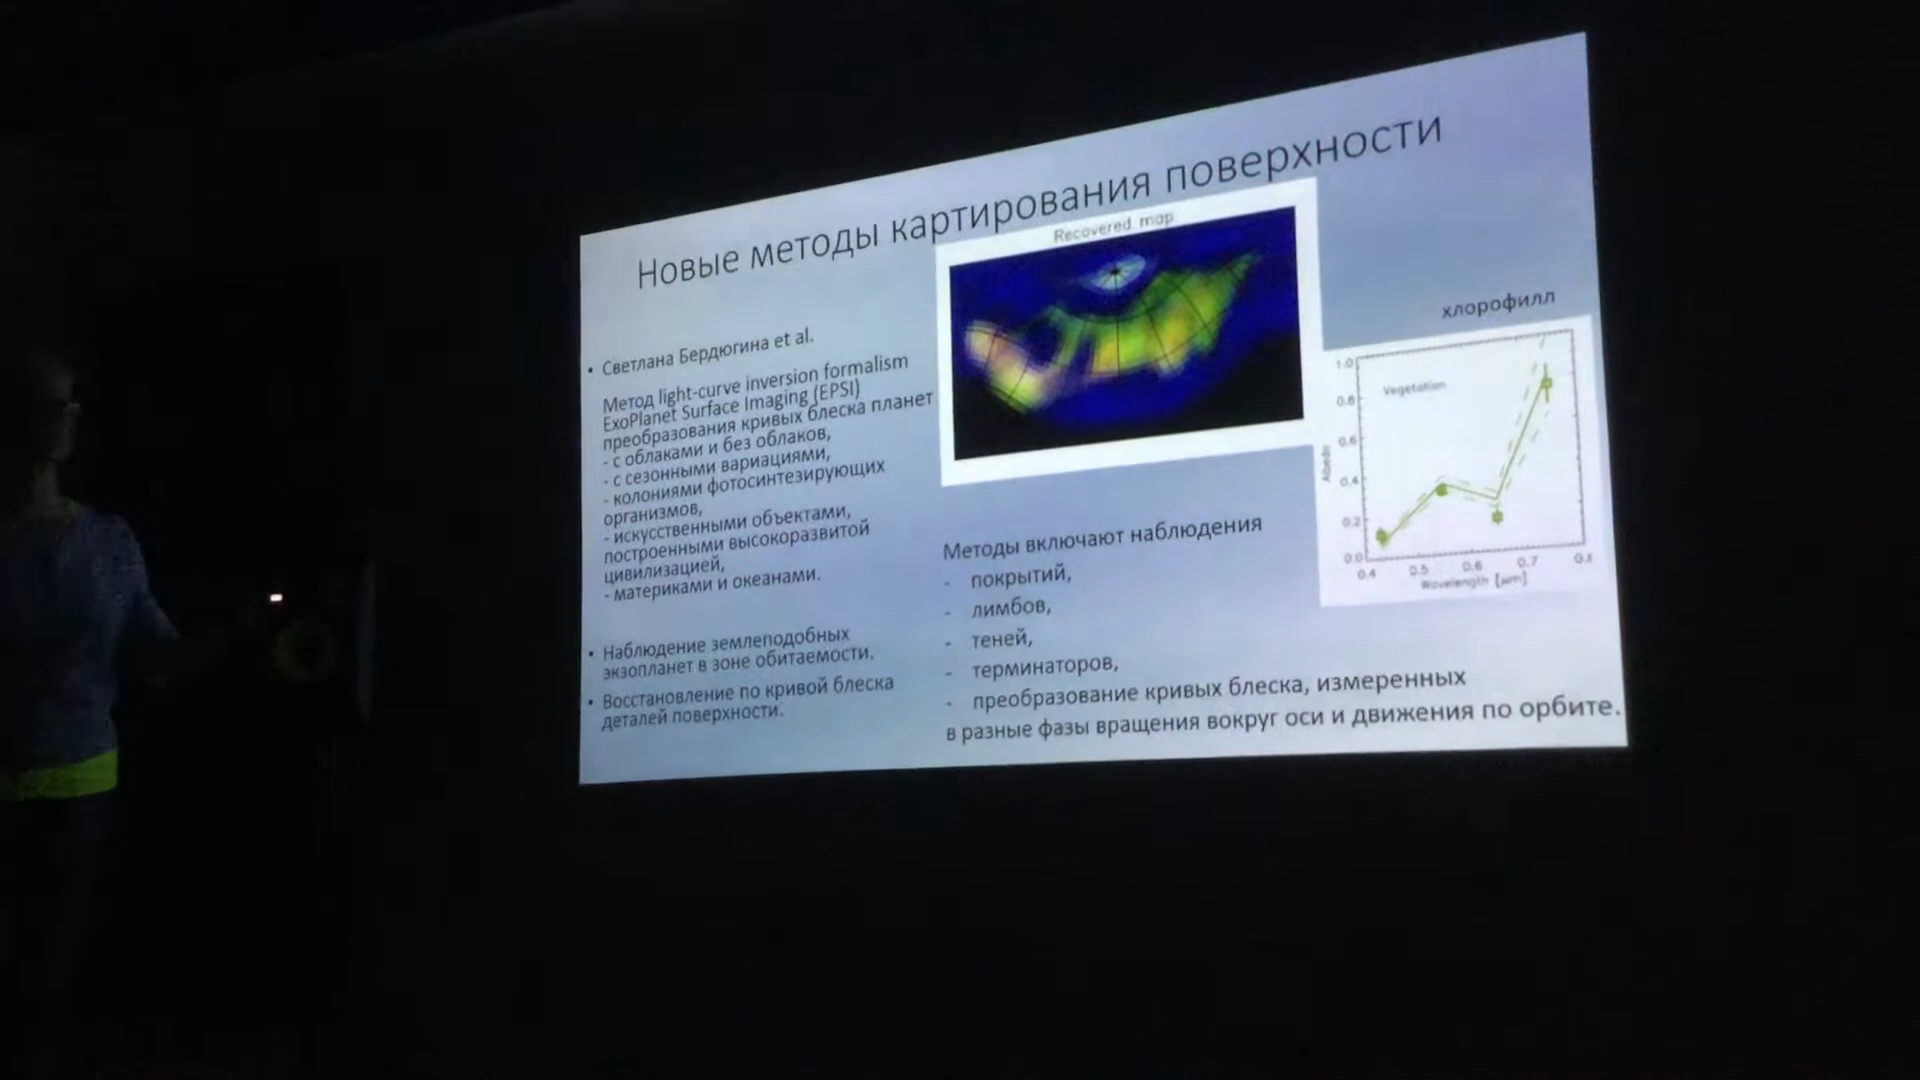 Новые методы картирования поверхности
• Светлана Бердюгина et al.
Метод light-curve inversion formalism
ExoPlanet Surface Imaging (EPSI)
преобразования кривых блеска планет
- с облаками и без облаков,
- с сезонными вариациями,
- колониями фотосинтезирующих
организмов,
- искусственными объектами,
построенными высокоразвитой
цивилизацией,
- материками и океанами.
• Наблюдение землеподобных
экзопланет в зоне обитаемости.
• Восстановление по кривой блеска
деталей поверхности.
Recovered map
Методы включают наблюдения
- покрытий,
- лимбов,
- теней,
- терминаторов,
- преобразование кривых блеска, измеренных
в разные фазы вращения вокруг оси и движения по орбите.
хлорофилл
Vegetation
1.0
0.8
0.6
0.4
0.2
0.0
Albedo
0.4 0.5 0.6 0.7
Wavelength [μm]